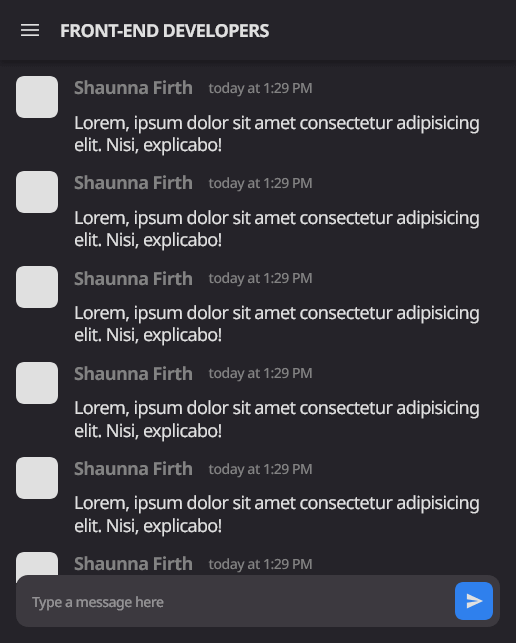 FRONT-END DEVELOPERS
Shaunna Firth today at 1:29 PM
Lorem, ipsum dolor sit amet consectetur adipisicing
elit. Nisi, explicabo!
Shaunna Firth today at 1:29 PM
Lorem, ipsum dolor sit amet consectetur adipisicing
elit. Nisi, explicabo!
Shaunna Firth today at 1:29 PM
Lorem, ipsum dolor sit amet consectetur adipisicing
elit. Nisi, explicabo!
Shaunna Firth today at 1:29 PM
Lorem, ipsum dolor sit amet consectetur adipisicing
elit. Nisi, explicabo!
Shaunna Firth today at 1:29 PM
Lorem, ipsum dolor sit amet consectetur adipisicing
elit. Nisi, explicabo!
Shaunna Firth today at 1:29 PM
Type a message here